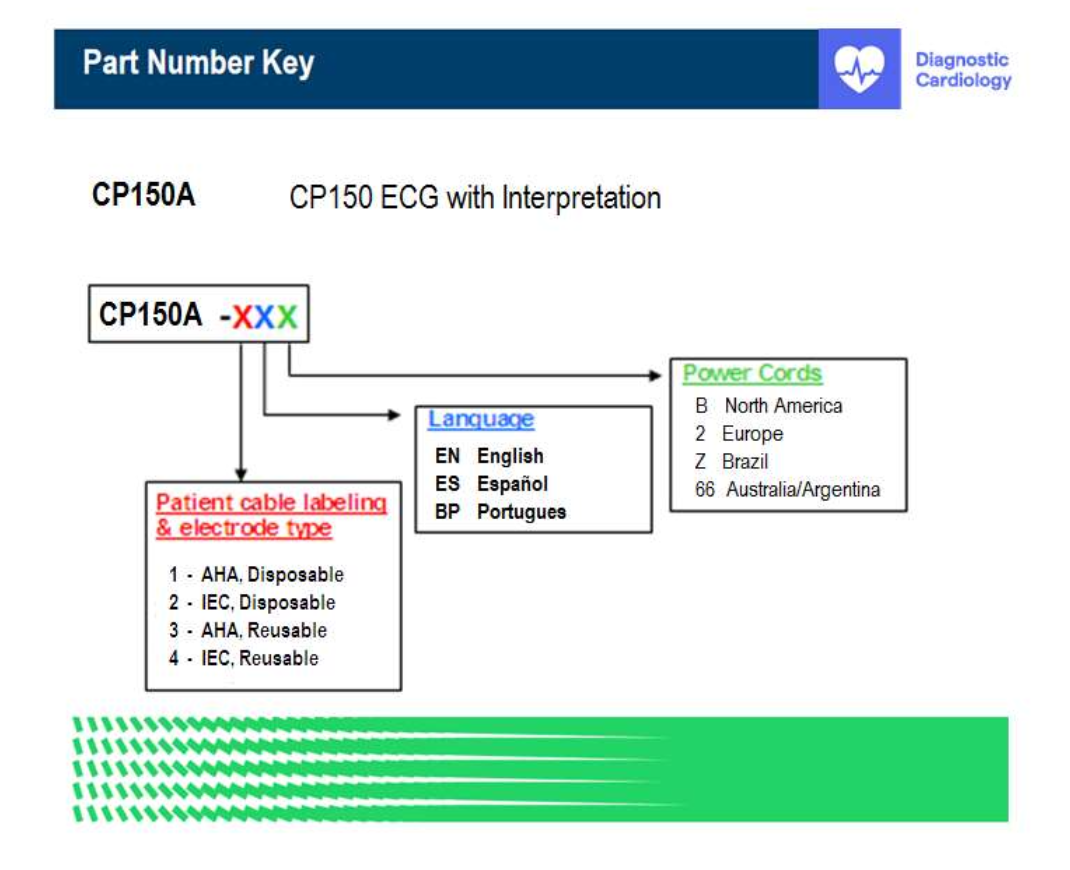 Part Number Key
Diagnostic
Cardiology
CP150A CP150 ECG with Interpretation
CP150A -XXX
Power Cords
B North America
2 Europe
Z Brazil
66 Australia/Argentina
Language
EN English
ES Español
BP Portugues
Patient cable labeling
& electrode type
1 - AHA, Disposable
2 - IEC, Disposable
3 - AHA, Reusable
4 - IEC, Reusable